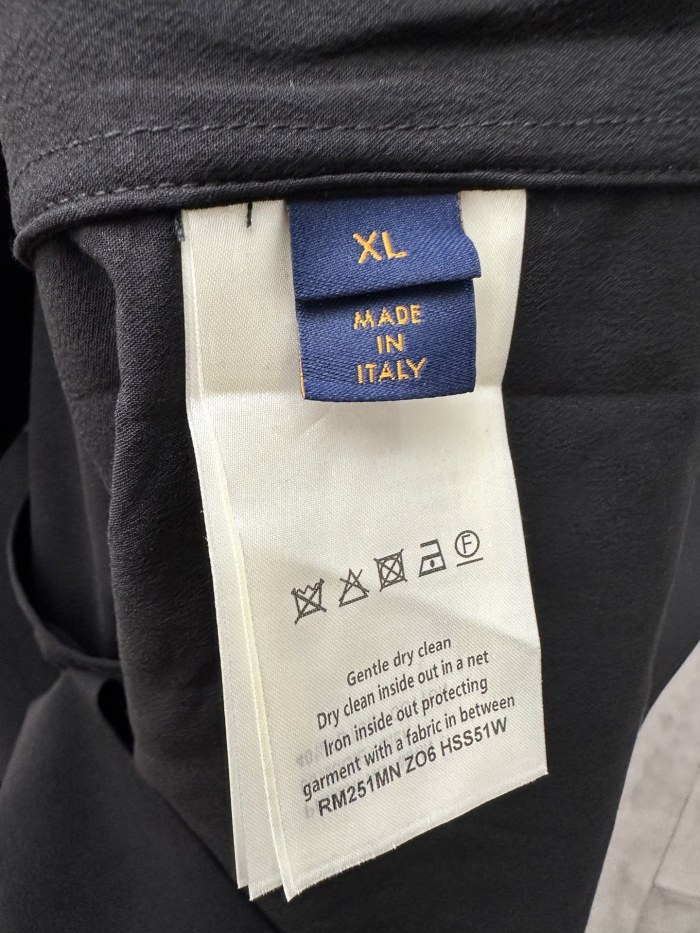 XL
MADE
IN
ITALY
F
Gentle dry clean
Dry clean inside out in a net
Iron inside out protecting
garment with a fabric in between
RM251MN ZO6 HSS51W